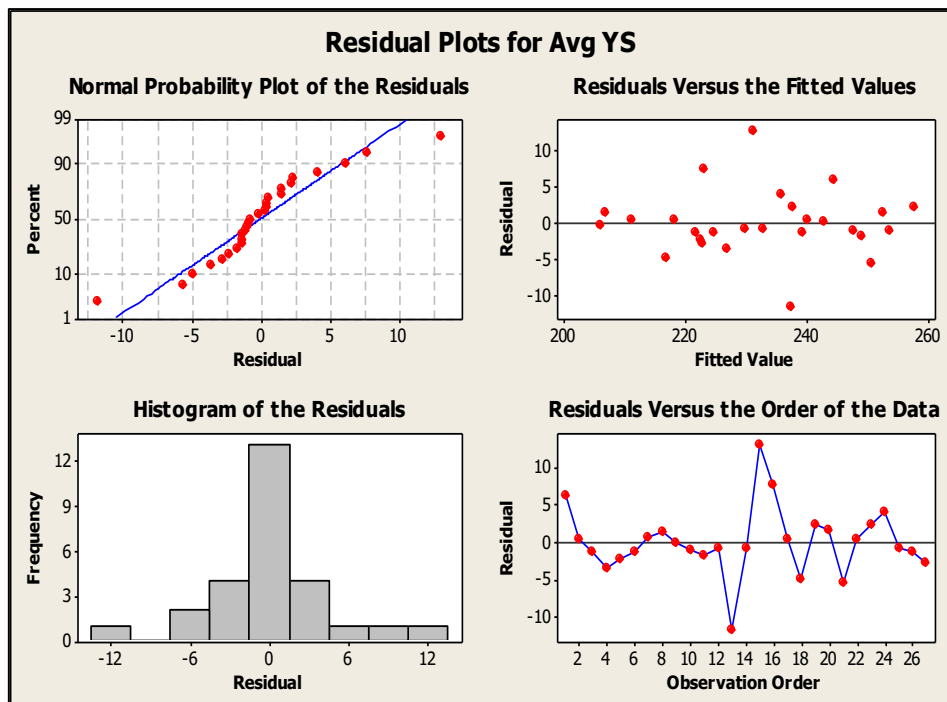 Residual Plots for Avg YS
Normal Probability Plot of the Residuals
99
90
50
10
1
Percent
-10 -5 0 5 10
Residual
Residuals Versus the Fitted Values
10
5
0
-5
-10
Residual
200 220 240 260
Fitted Value
Histogram of the Residuals
12
9
6
3
0
Frequency
-12 -6 0 6 12
Residual
Residuals Versus the Order of the Data
10
5
0
-5
-10
Residual
2 4 6 8 10 12 14 16 18 20 22 24 26
Observation Order